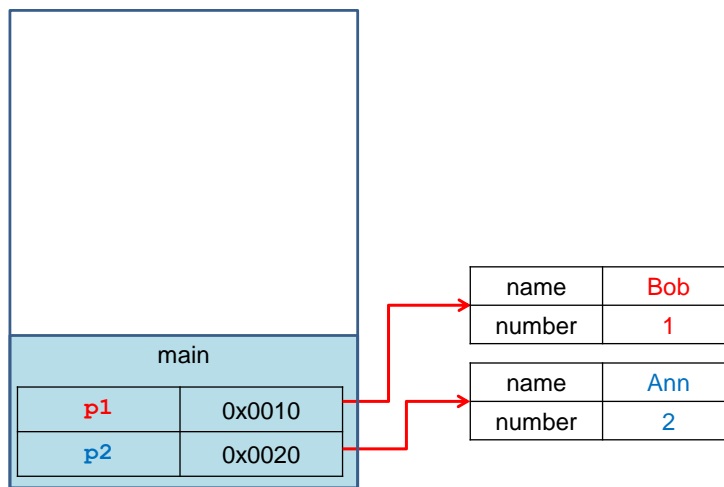 main
p1 0x0010
p2 0x0020
name Bob
number 1
name Ann
number 2